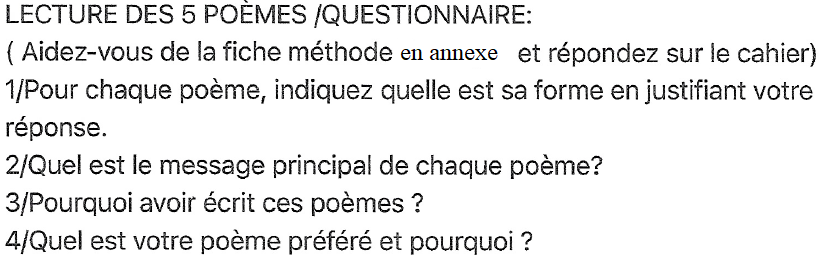 LECTURE DES 5 POÈMES /QUESTIONNAIRE:
( Aidez-vous de la fiche méthode en annexe et répondez sur le cahier)
1/Pour chaque poème, indiquez quelle est sa forme en justifiant votre
réponse.
2/Quel est le message principal de chaque poème?
3/Pourquoi avoir écrit ces poèmes ?
4/Quel est votre poème préféré et pourquoi ?